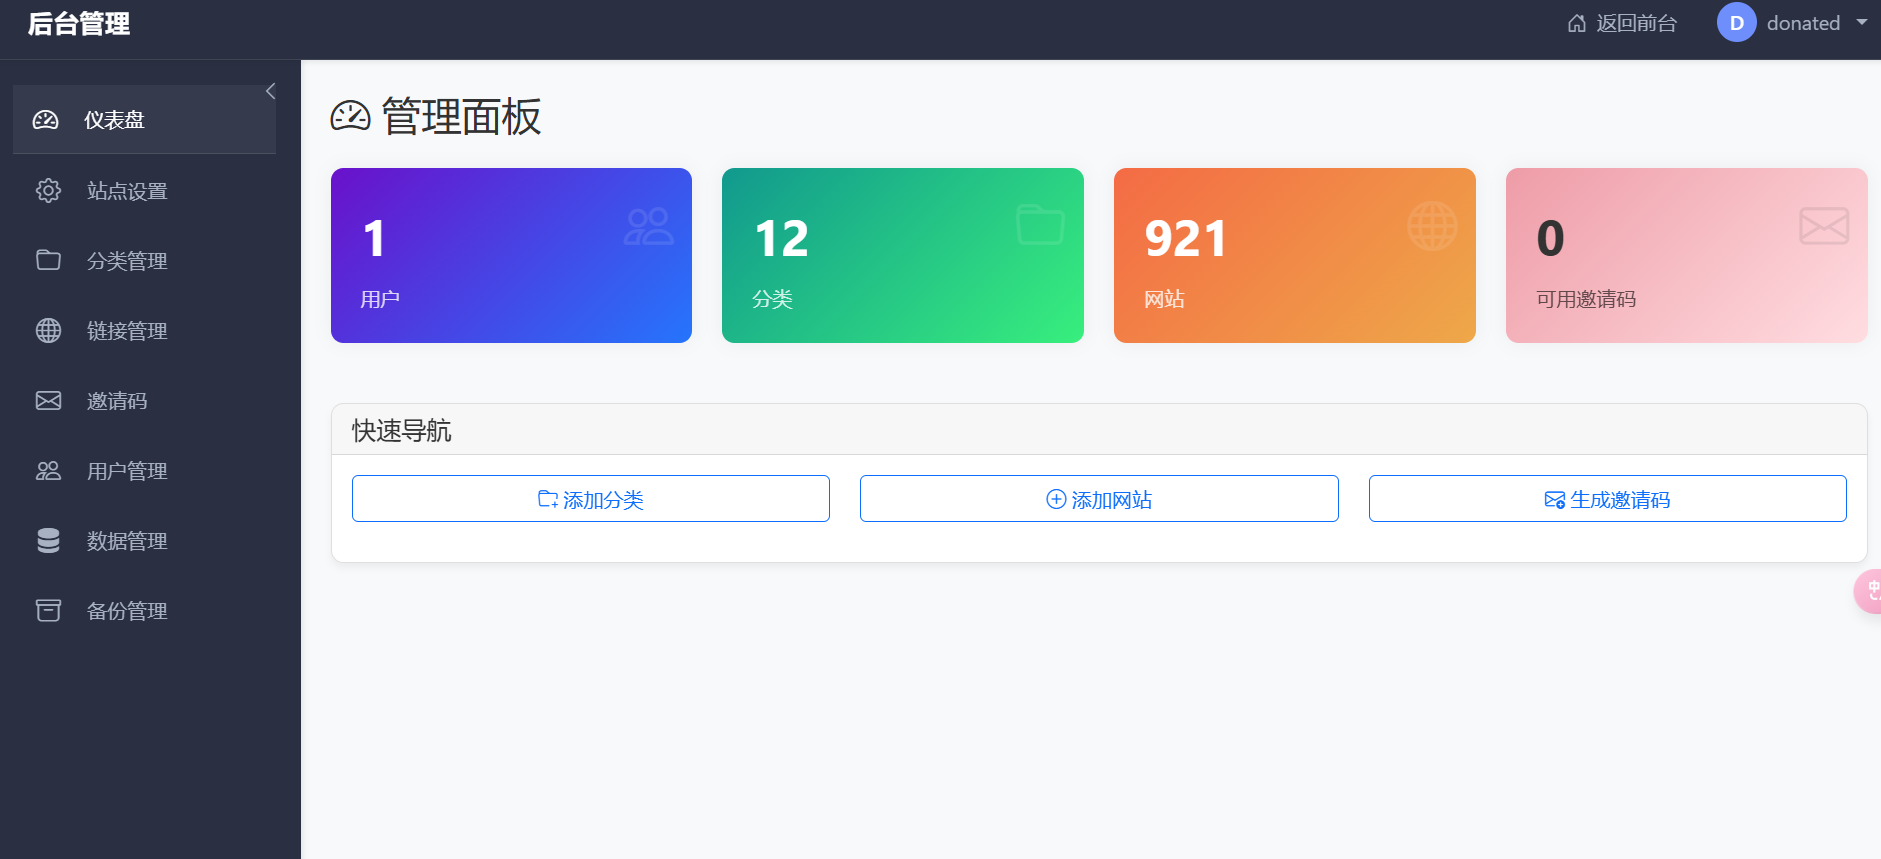 后台管理
返回前台
D donated
仪表盘
站点设置
分类管理
链接管理
邀请码
用户管理
数据管理
备份管理
管理面板
1
用户
12
分类
921
网站
0
可用邀请码
快速导航
添加分类
添加网站
生成邀请码